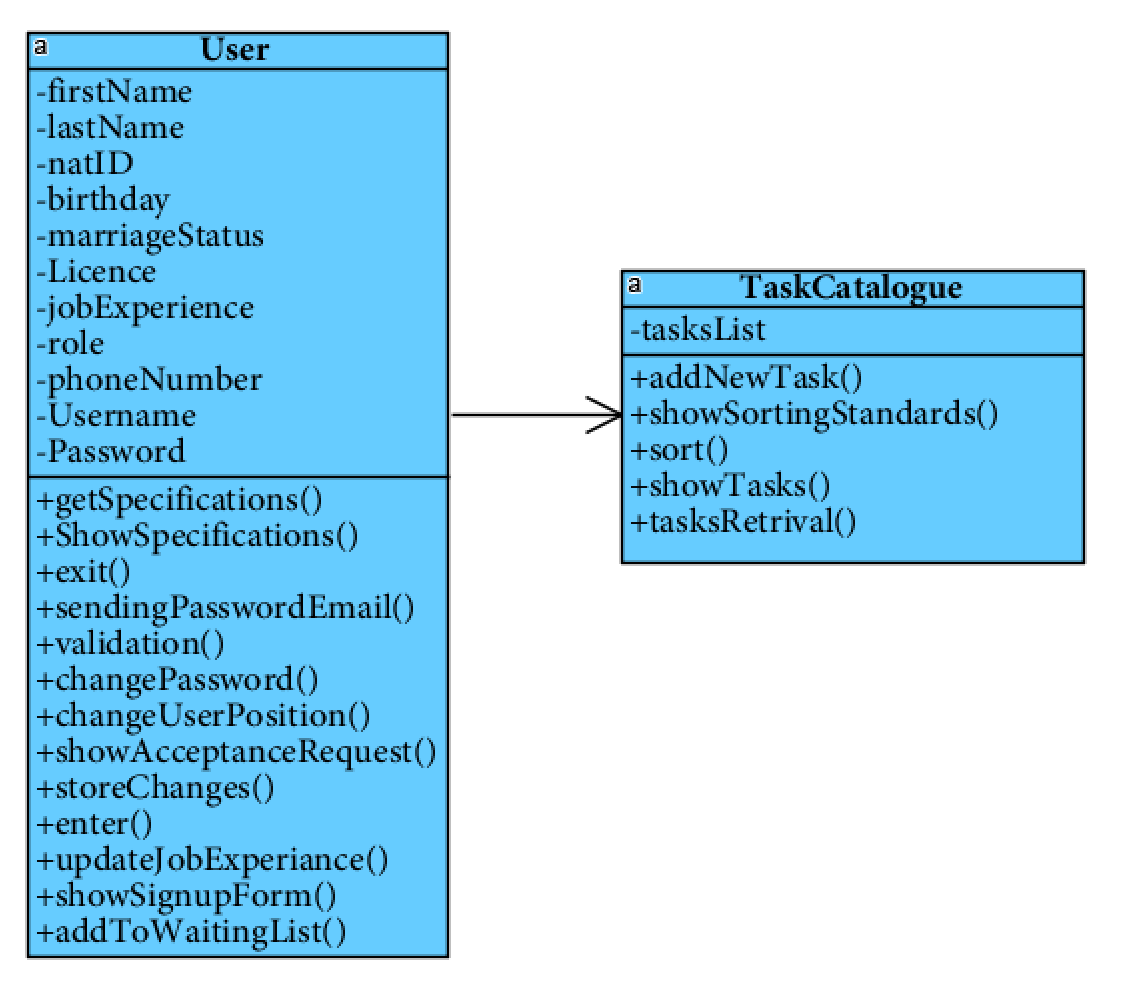 a
User
-firstName
-lastName
-natID
-birthday
-marriageStatus
-Licence
-jobExperience
-role
-phoneNumber
-Username
-Password
+getSpecifications()
+ShowSpecifications()
+exit()
+sendingPasswordEmail()
+validation()
+changePassword()
+changeUserPosition()
+showAcceptanceRequest()
+storeChanges()
+enter()
+updateJobExperiance()
+showSignupForm()
+addToWaitingList()
a
TaskCatalogue
-tasksList
+addNewTask()
+showSortingStandards()
+sort()
+showTasks()
+tasksRetrival()